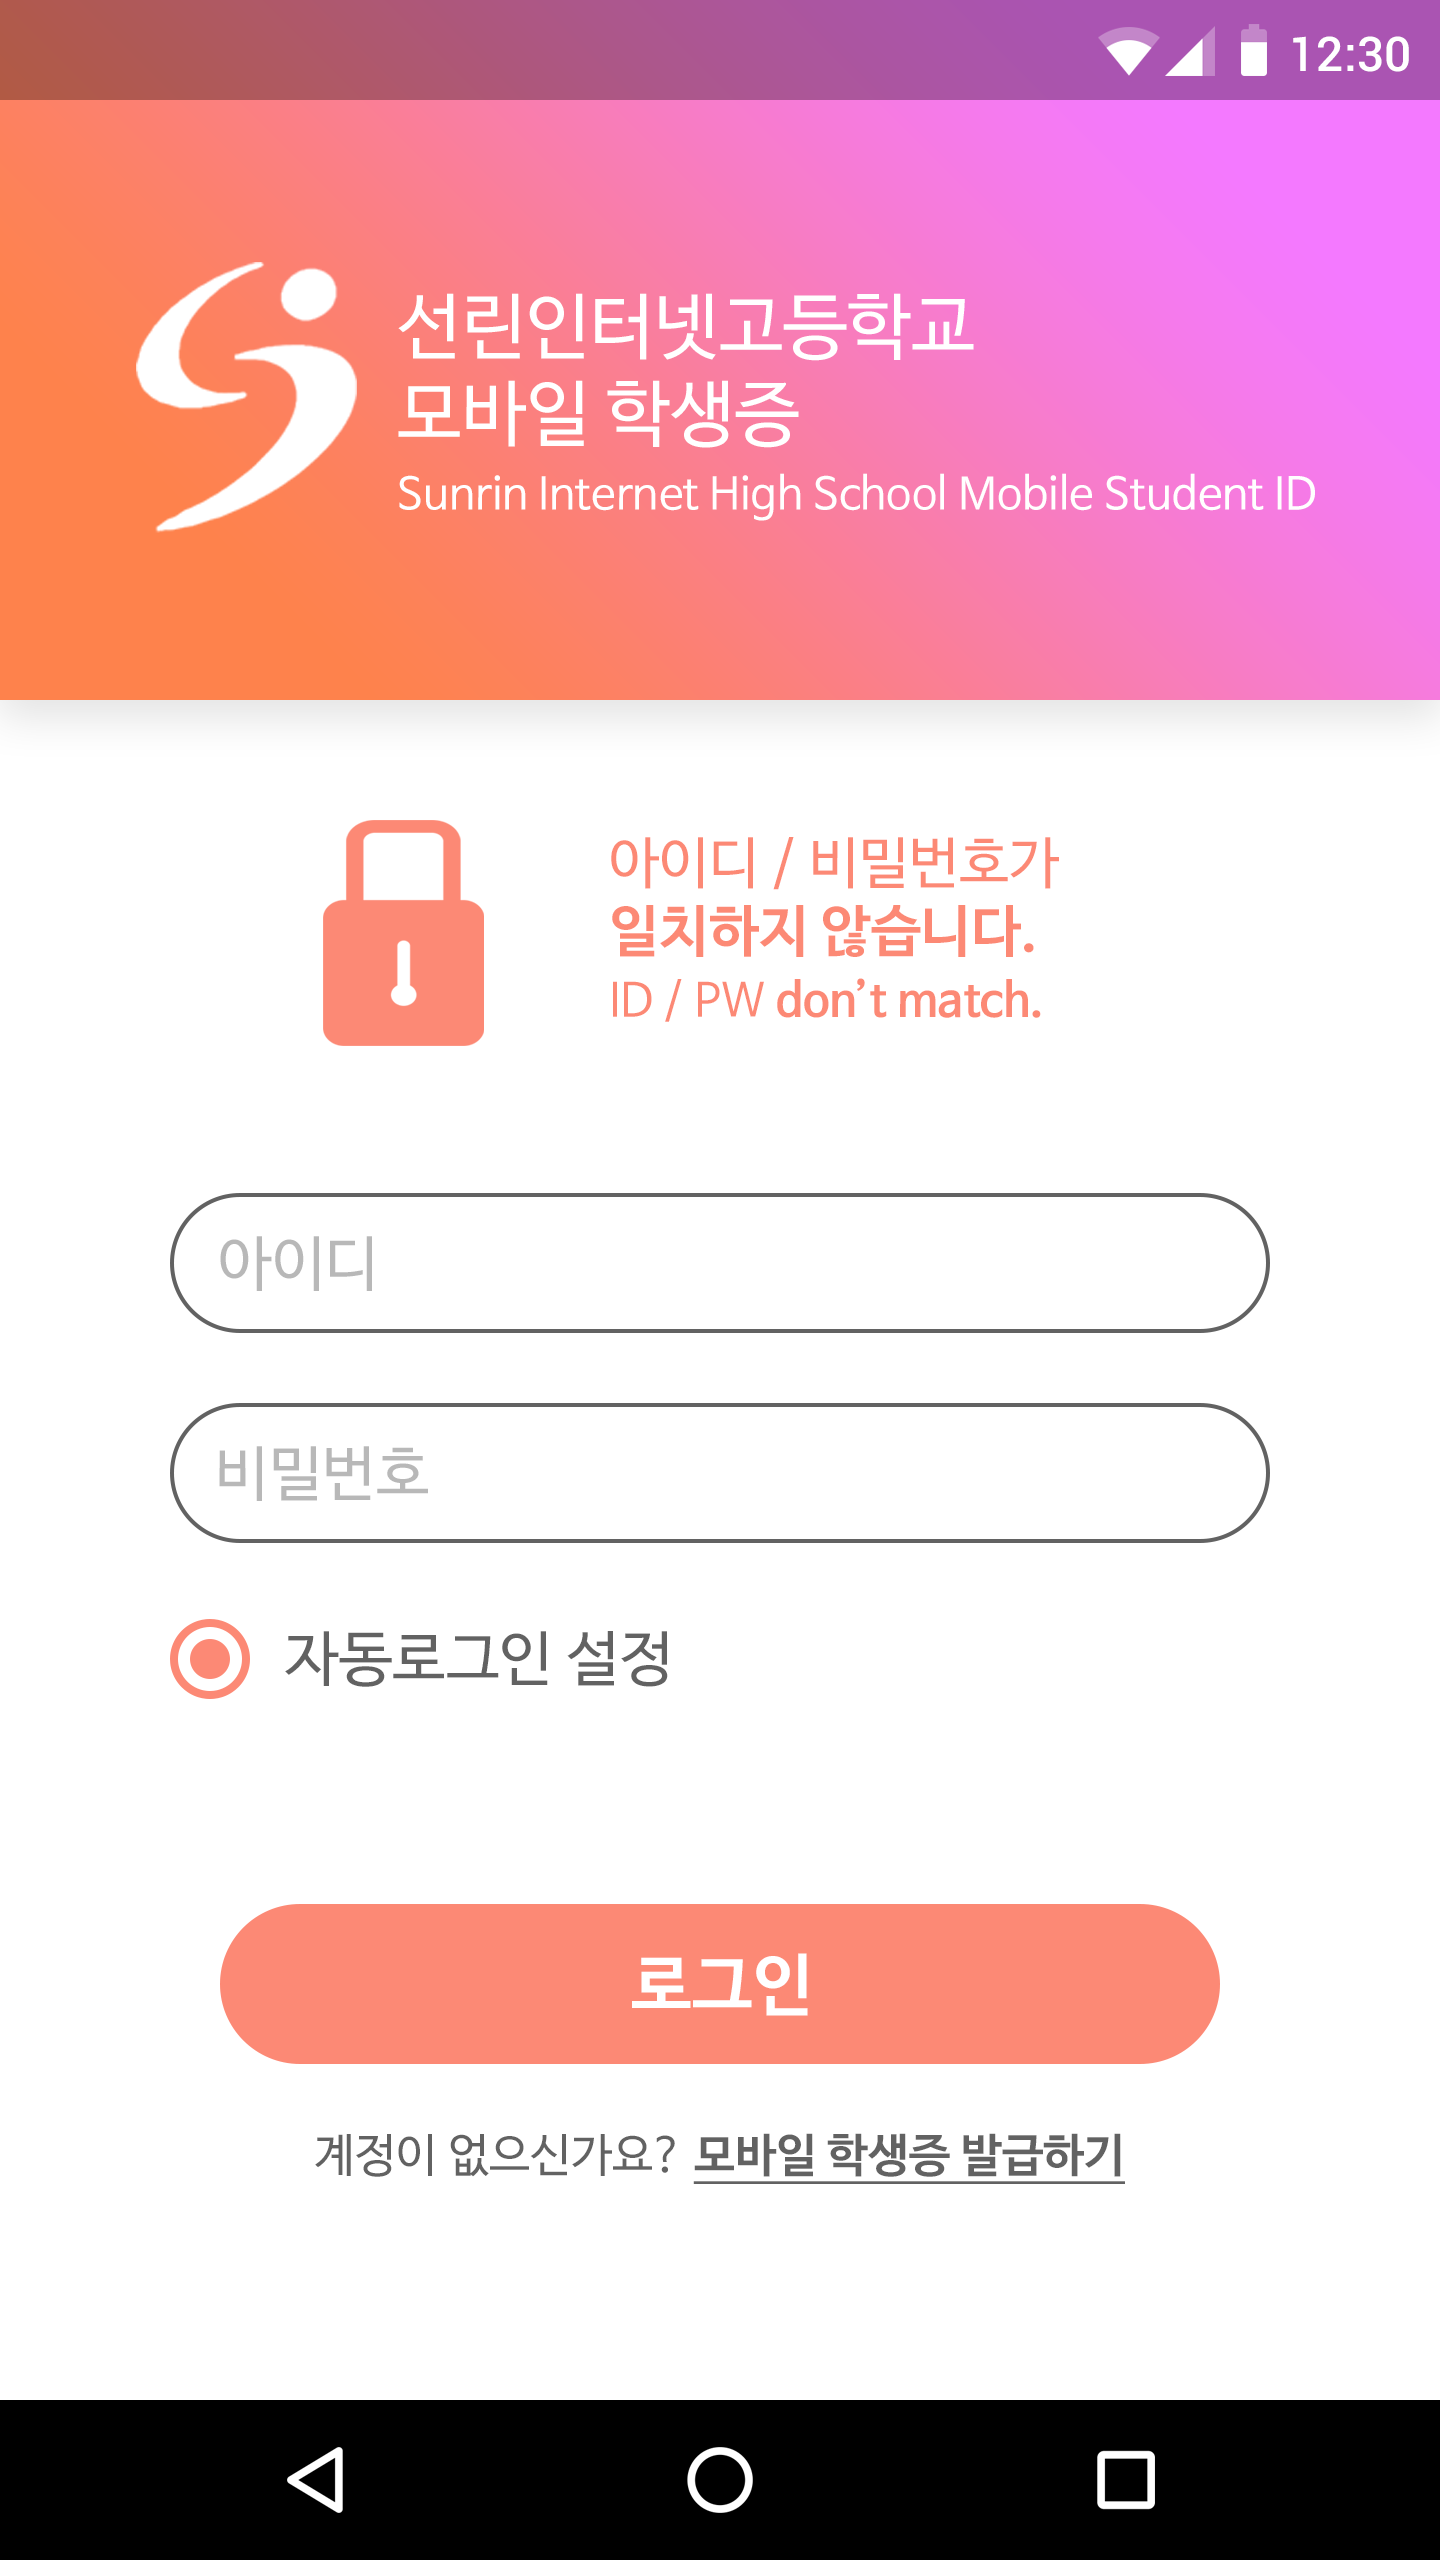 12:30
선린인터넷고등학교
모바일 학생증
Sunrin Internet High School Mobile Student ID
아이디 / 비밀번호가
일치하지 않습니다.
ID / PW don't match.
아이디
비밀번호
자동로그인 설정
로그인
계정이 없으신가요? 모바일 학생증 발급하기